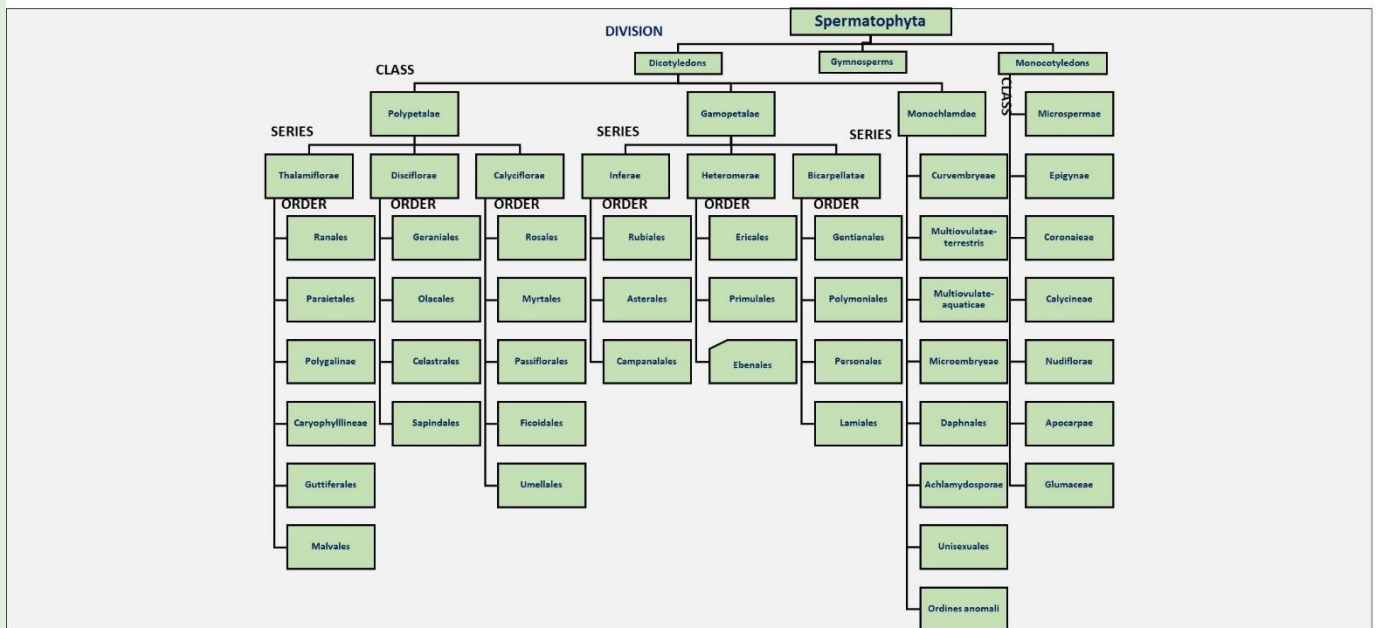 Spermatophyta
DIVISION
Dicotyledons
Gymnosperms
Monocotyledons
CLASS
CLASS
Polypetalae
Gamopetalae
Monochlamdae
Microspermae
SERIES
SERIES
SERIES
Thalamiflorae
Disciflorae
Calyciflorae
Inferae
Heteromerae
Bicarpellatae
Curvembryeae
Epigynae
ORDER
ORDER
ORDER
ORDER
ORDER
ORDER
Ranales
Geraniales
Rosales
Rubiales
Ericales
Gentianales
Multiovulatae-
terrestris
Coronaieae
Paraietales
Olacales
Myrtales
Asterales
Primulales
Polymoniales
Multiovulate-
aquaticae
Calycineae
Polygalinae
Celastrales
Passiflorales
Campanalales
Ebenales
Personales
Microembryeae
Nudiflorae
Caryophylllineae
Sapindales
Ficoidales
Lamiales
Daphnales
Apocarpae
Guttiferales
Umellales
Achlamydosporae
Glumaceae
Malvales
Unisexuales
Ordines anomali